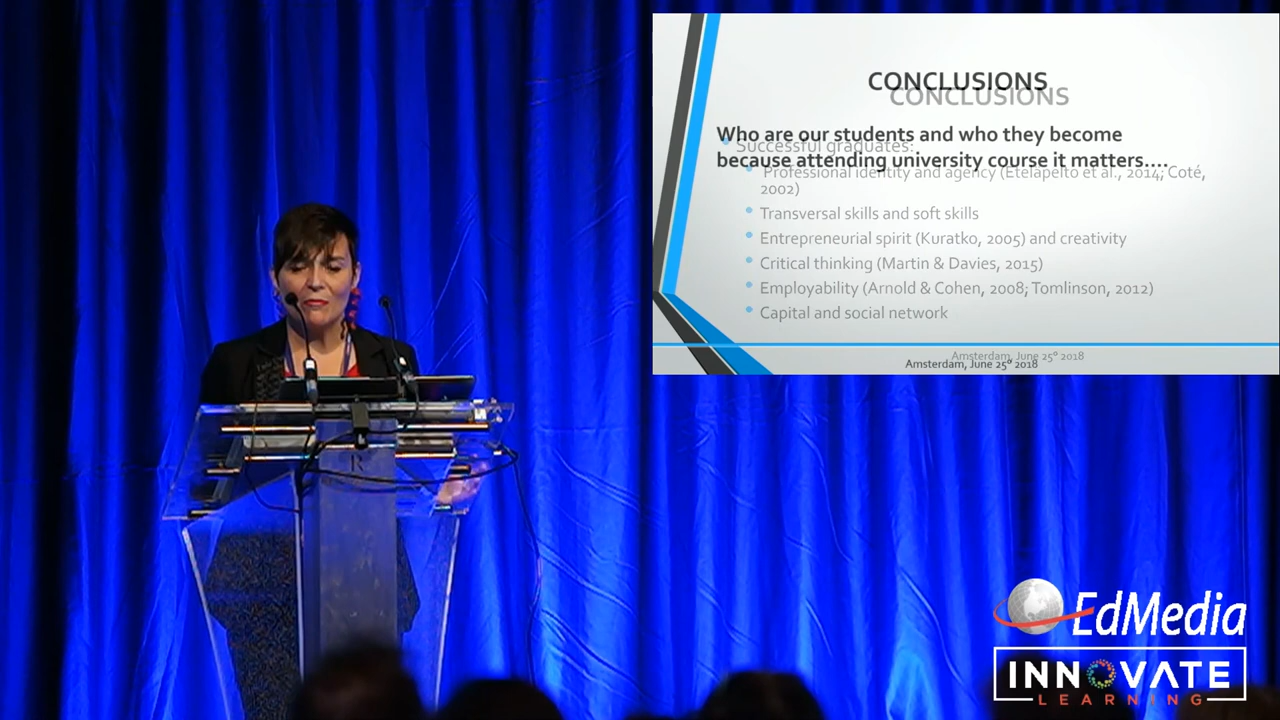 CONCLUSIONS
CONCLUSIONS
Who are our students and who they become
because attending university course it matters....
Successful graduates:
Professional identity and agency (Etelapelto et al., 2014; Coté,
2002)
Transversal skills and soft skills
Entrepreneurial spirit (Kuratko, 2005) and creativity
Critical thinking (Martin & Davies, 2015)
Employability (Arnold & Cohen, 2008; Tomlinson, 2012)
Capital and social network
Amsterdam, June 25º 2018
Amsterdam, June 25º 2018
R
EdMedia
INNOVATE
LEARNING